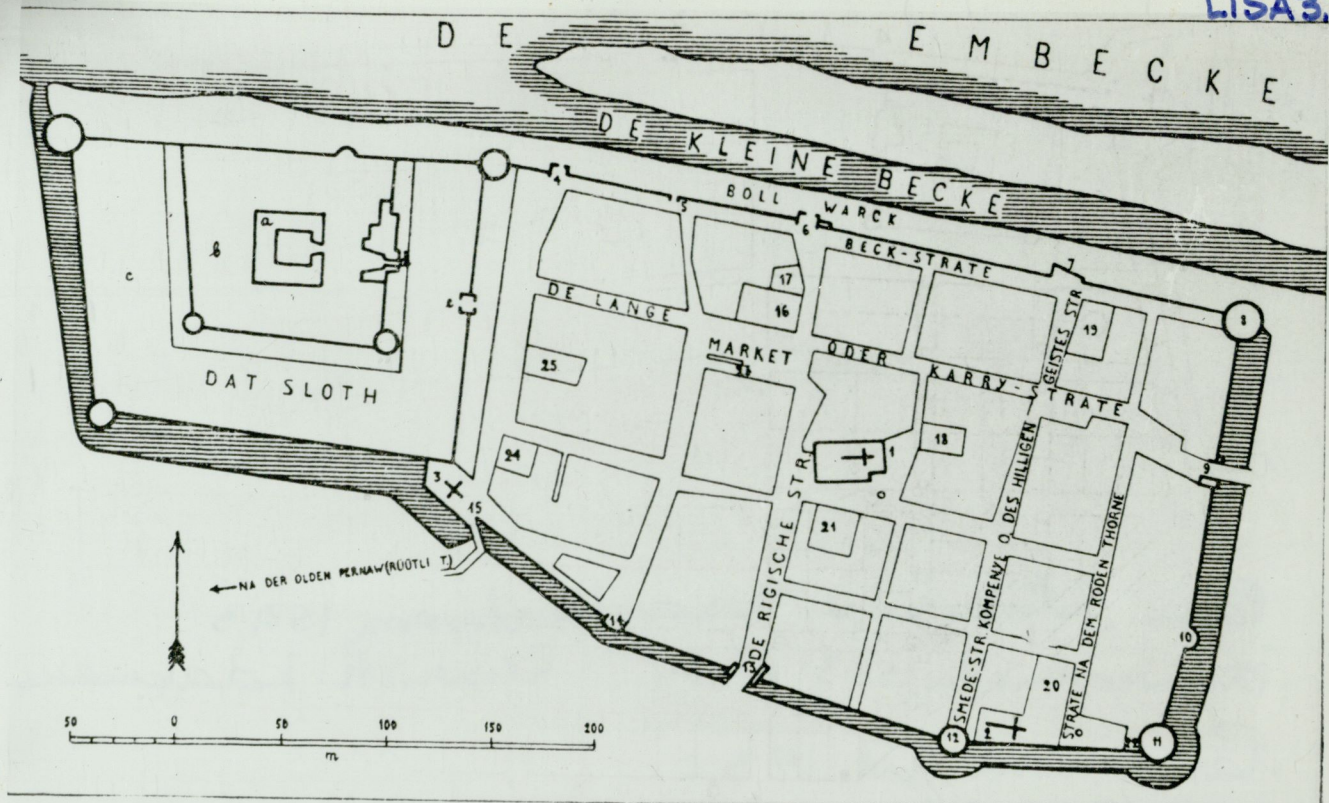 LISA 3.
DE EMBECKE
DE KLEINE BECKE
BOLL WARCK
BECK-STRATE
DE LANGE
MARKET ODER KARRY-STRATE
GEISTES STR
DAT SLOTH
DE RIGISCHE STR.
SMEDE-STR. KOMPENYE O. DES HILLIGEN
STRATE NA DEM RODEN THORNE
←NA DER OLDEN PERNAW (RÜÜTLI T.)
a
b
c
e
1
2
3
4
5
6
7
8
9
10
11
12
13
14
15
16
17
18
19
20
21
24
25
50 0 50 100 150 200
m